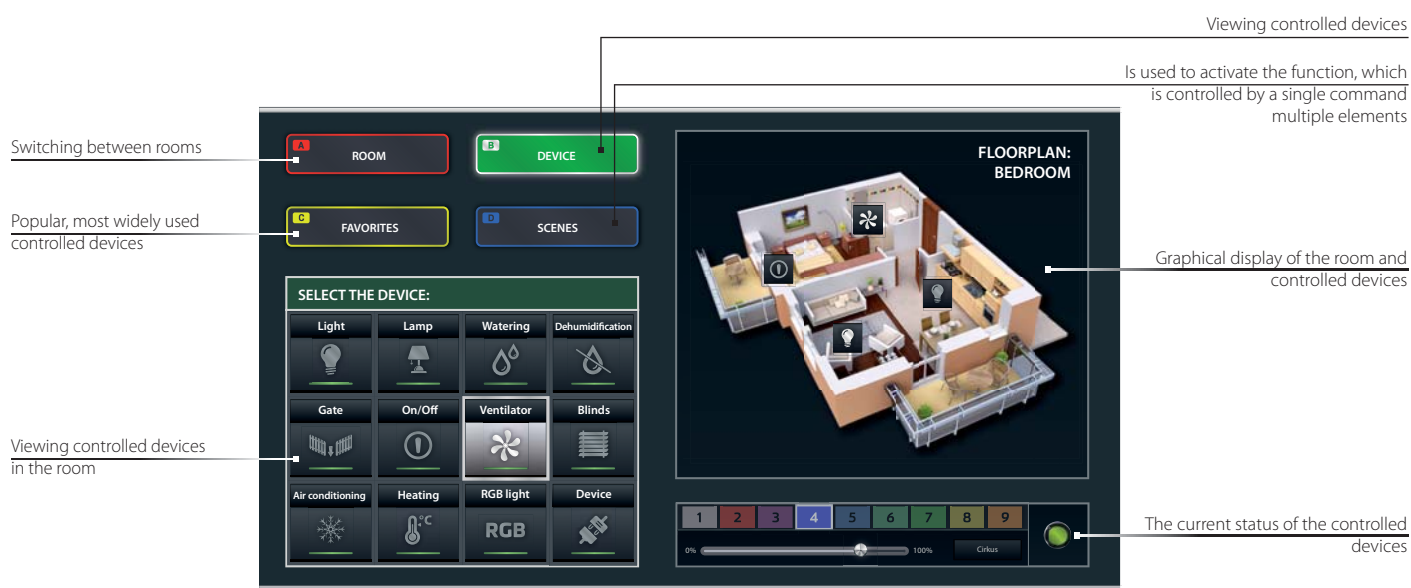 Viewing controlled devices
Is used to activate the function, which
is controlled by a single command
multiple elements
Switching between rooms
Popular, most widely used
controlled devices
Viewing controlled devices
in the room
A
ROOM
B
DEVICE
C
FAVORITES
D
SCENES
SELECT THE DEVICE:
Light
Lamp
Watering
Dehumidification
Gate
On/Off
Ventilator
Blinds
Air conditioning
Heating
RGB light
Device
°C
RGB
FLOORPLAN:
BEDROOM
Graphical display of the room and
controlled devices
1 2 3 4 5 6 7 8 9
0%
100%
Cirkus
The current status of the controlled
devices